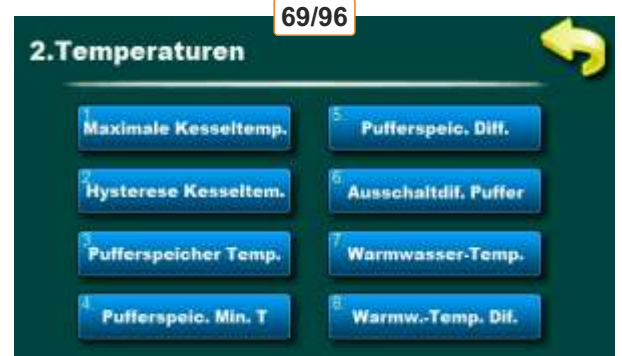 69/96
2.Temperaturen
1 Maximale Kesseltemp.
5 Pufferspeic. Diff.
2 Hysterese Kesseltem.
6 Ausschaltdif. Puffer
3 Pufferspeicher Temp.
7 Warmwasser-Temp.
4 Pufferspeic. Min. T
8 Warmw.-Temp. Dif.